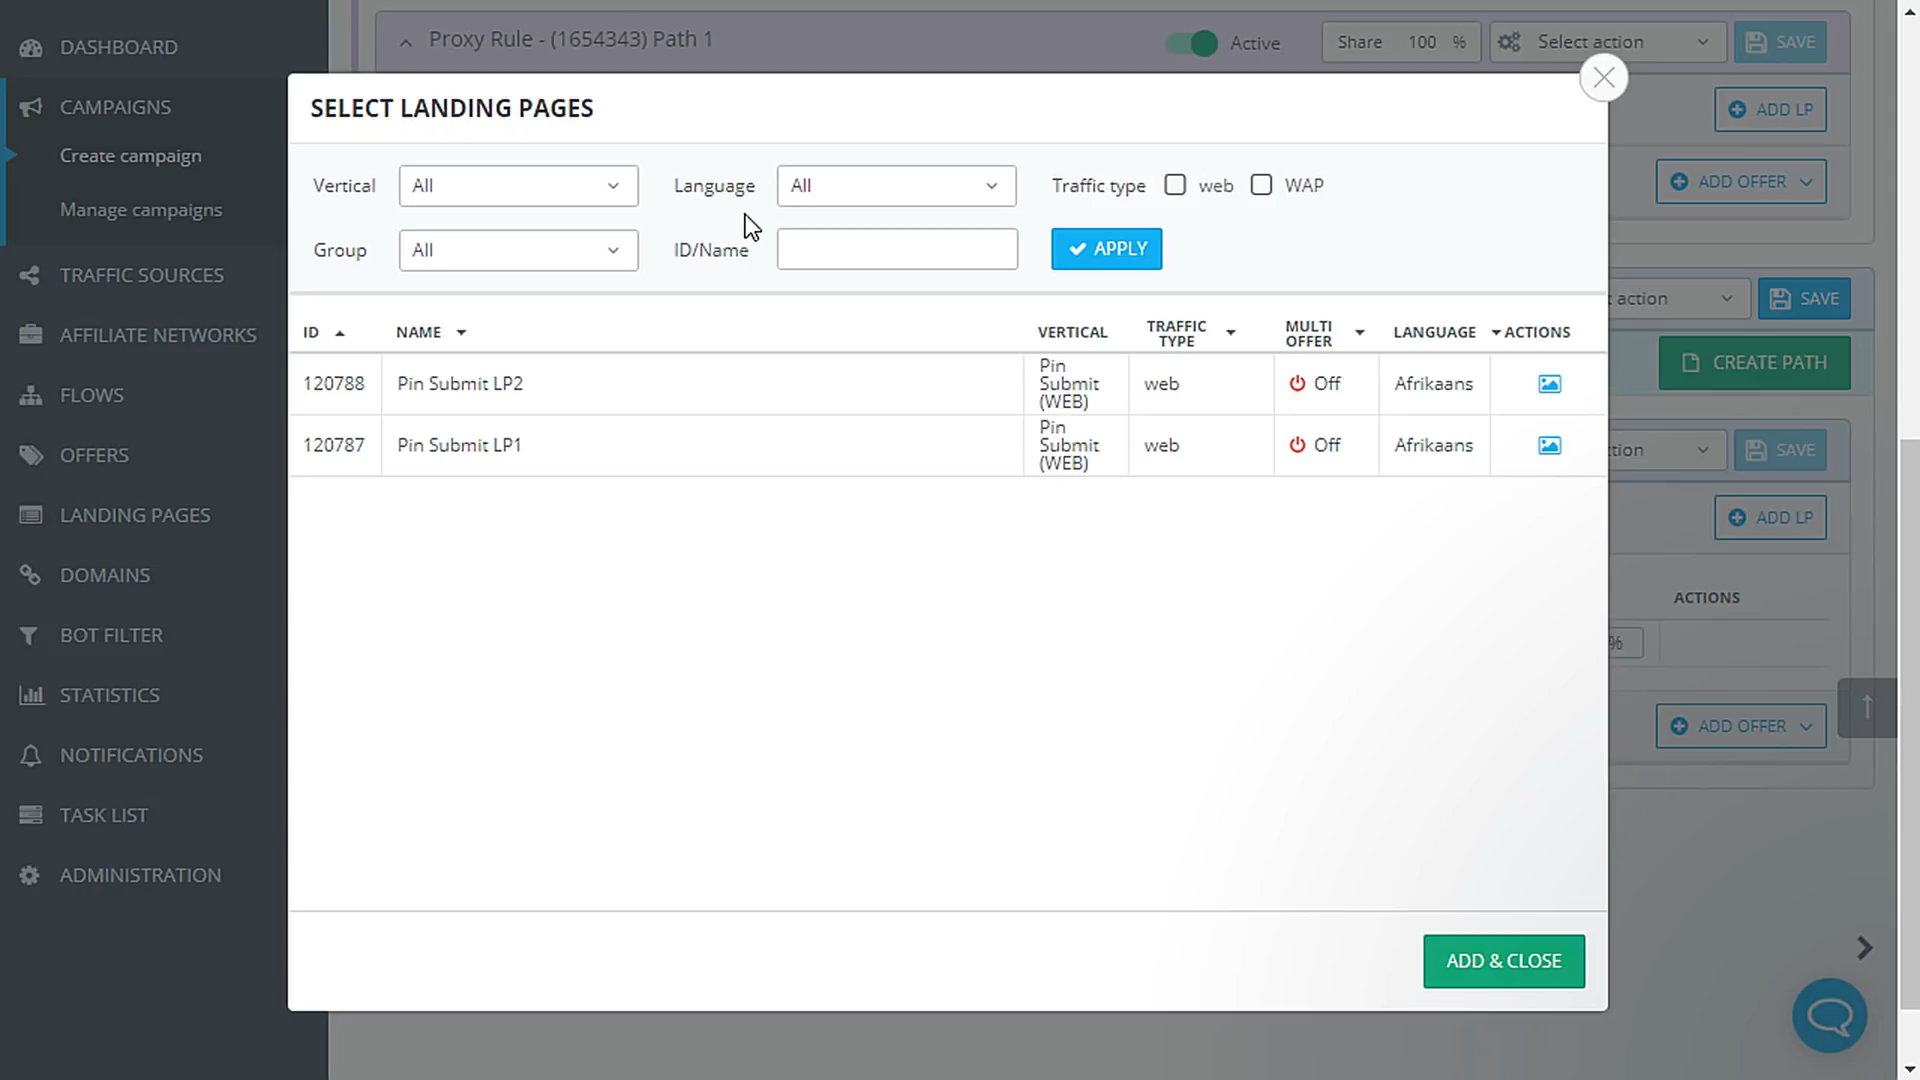 DASHBOARD
CAMPAIGNS
Create campaign
Manage campaigns
TRAFFIC SOURCES
AFFILIATE NETWORKS
FLOWS
OFFERS
LANDING PAGES
DOMAINS
BOT FILTER
STATISTICS
NOTIFICATIONS
TASK LIST
ADMINISTRATION
Proxy Rule - (1654343) Path 1
Active
Share 100 %
Select action
SAVE
ADD LP
ADD OFFER
SELECT LANDING PAGES
Vertical All Language All Traffic type web WAP
Group All ID/Name APPLY
ID NAME VERTICAL TRAFFIC TYPE MULTI OFFER LANGUAGE ACTIONS
120788 Pin Submit LP2 Pin Submit (WEB) web Off Afrikaans
120787 Pin Submit LP1 Pin Submit (WEB) web Off Afrikaans
ADD & CLOSE
action SAVE
CREATE PATH
tion SAVE
ADD LP
ACTIONS
%
ADD OFFER